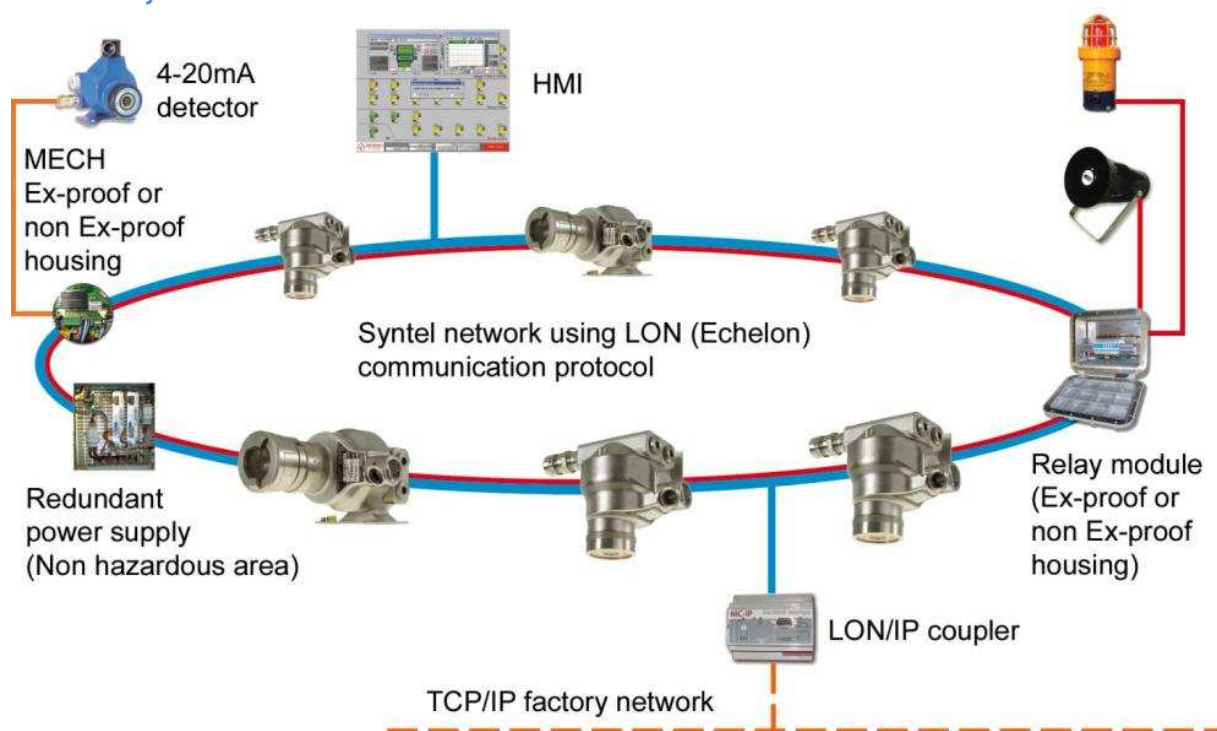 4-20mA
detector
HMI
MECH
Ex-proof or
non Ex-proof
housing
Syntel network using LON (Echelon)
communication protocol
Redundant
power supply
(Non hazardous area)
Relay module
(Ex-proof or
non Ex-proof
housing)
NIC-IP
LON/IP coupler
TCP/IP factory network